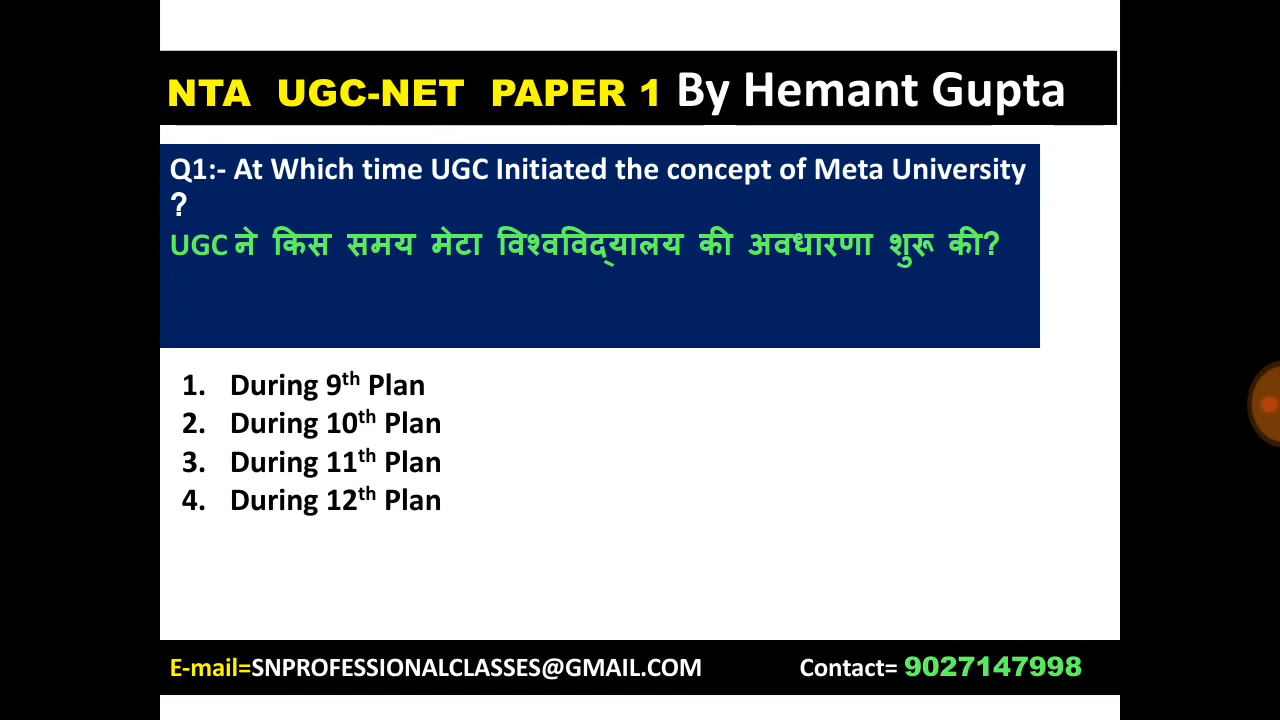 NTA UGC-NET PAPER 1 By Hemant Gupta
Q1:- At Which time UGC Initiated the concept of Meta University
?
UGC ने किस समय मेटा विश्वविद्यालय की अवधारणा शुरू की?
1. During 9th Plan
2. During 10th Plan
3. During 11th Plan
4. During 12th Plan
E-mail=SNPROFESSIONALCLASSES@GMAIL.COM Contact= 9027147998